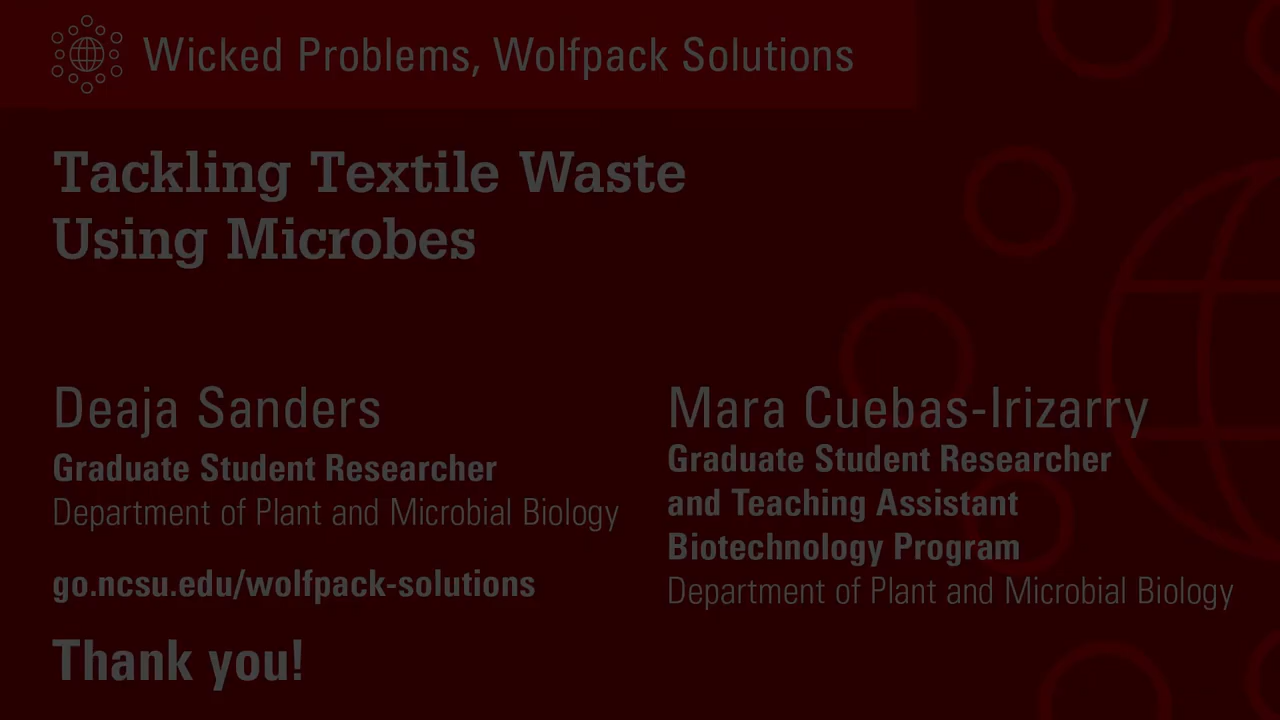 Wicked Problems, Wolfpack Solutions
Tackling Textile Waste
Using Microbes
Deaja Sanders
Graduate Student Researcher
Department of Plant and Microbial Biology
go.ncsu.edu/wolfpack-solutions
Thank you!
Mara Cuebas-Irizarry
Graduate Student Researcher
and Teaching Assistant
Biotechnology Program
Department of Plant and Microbial Biology